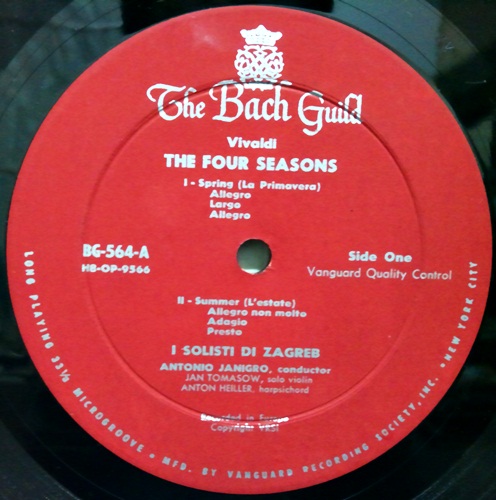 The Bach Guild
Vivaldi
THE FOUR SEASONS
I - Spring (La Primavera)
Allegro
Largo
Allegro
BG-564-A
HB-OP-9566
Side One
Vanguard Quality Control
II - Summer (L'estate)
Allegro non molto
Adagio
Presto
I SOLISTI DI ZAGREB
ANTONIO JANIGRO, conductor
JAN TOMASOW, solo violin
ANTON HEILLER, harpsichord
Recorded in Europe
Copyright VRSI
LONG PLAYING 33⅓ MICROGROOVE • MFD. BY VANGUARD RECORDING SOCIETY, INC. • NEW YORK CITY